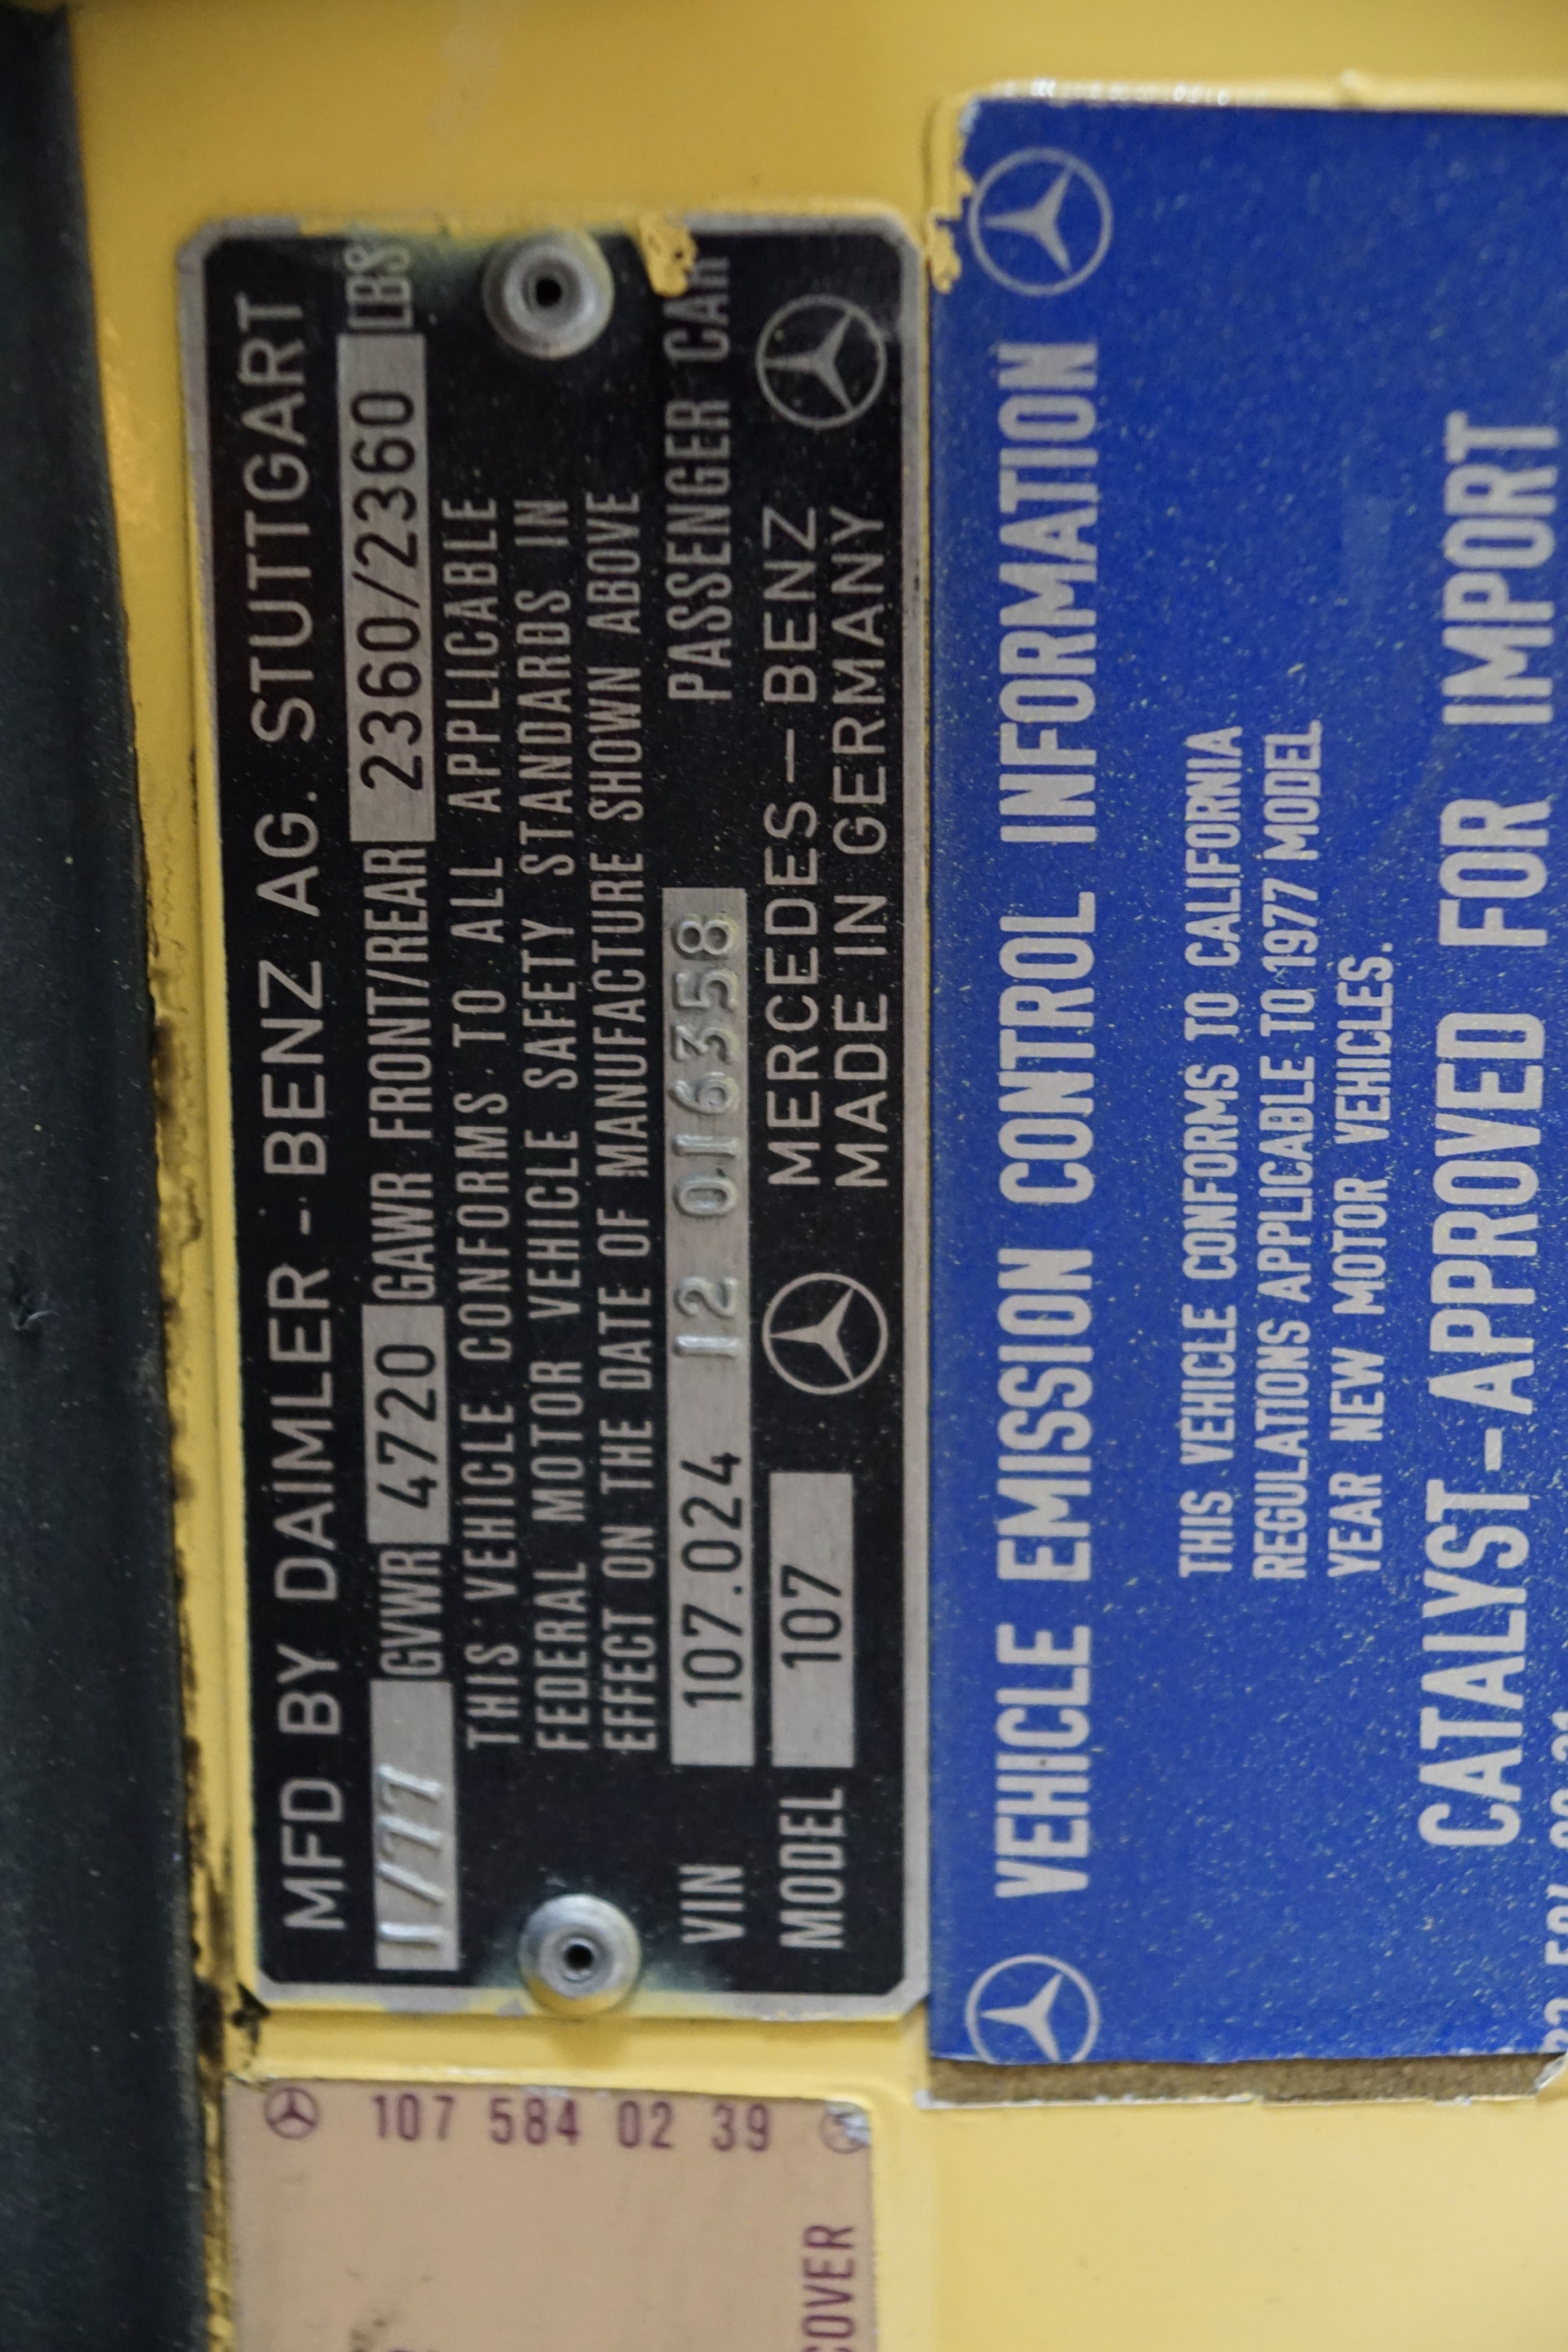 MFD BY DAIMLER - BENZ AG. STUTTGART
1/77 GVWR 4720 GAWR FRONT/REAR 2360/2360 LBS
THIS VEHICLE CONFORMS TO ALL APPLICABLE
FEDERAL MOTOR VEHICLE SAFETY STANDARDS IN
EFFECT ON THE DATE OF MANUFACTURE SHOWN ABOVE
VIN 107.024 12 016358 PASSENGER CAR
MODEL 107 MERCEDES-BENZ
MADE IN GERMANY
VEHICLE EMISSION CONTROL INFORMATION
THIS VEHICLE CONFORMS TO CALIFORNIA
REGULATIONS APPLICABLE TO 1977 MODEL
YEAR NEW MOTOR VEHICLES.
CATALYST-APPROVED FOR IMPORT
107 584 02 39